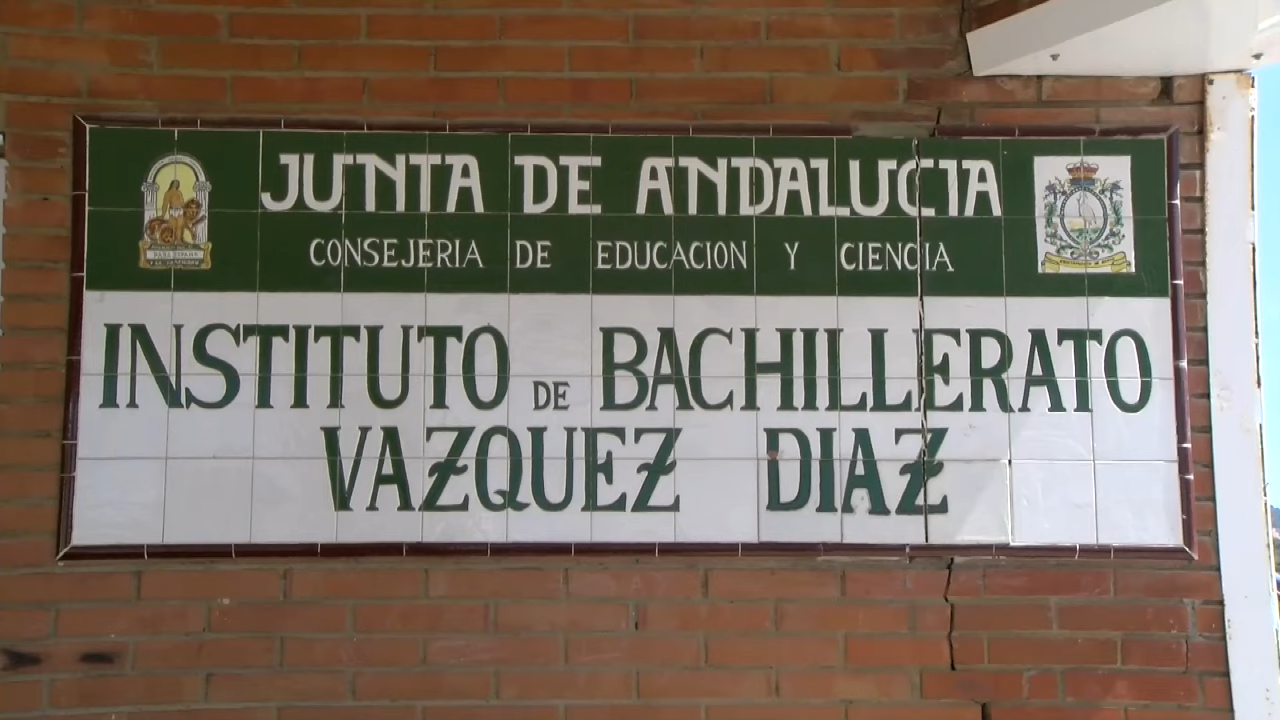 JUNTA DE ANDALUCIA
CONSEJERIA DE EDUCACION Y CIENCIA
INSTITUTO DE BACHILLERATO
VAZQUEZ DIAZ